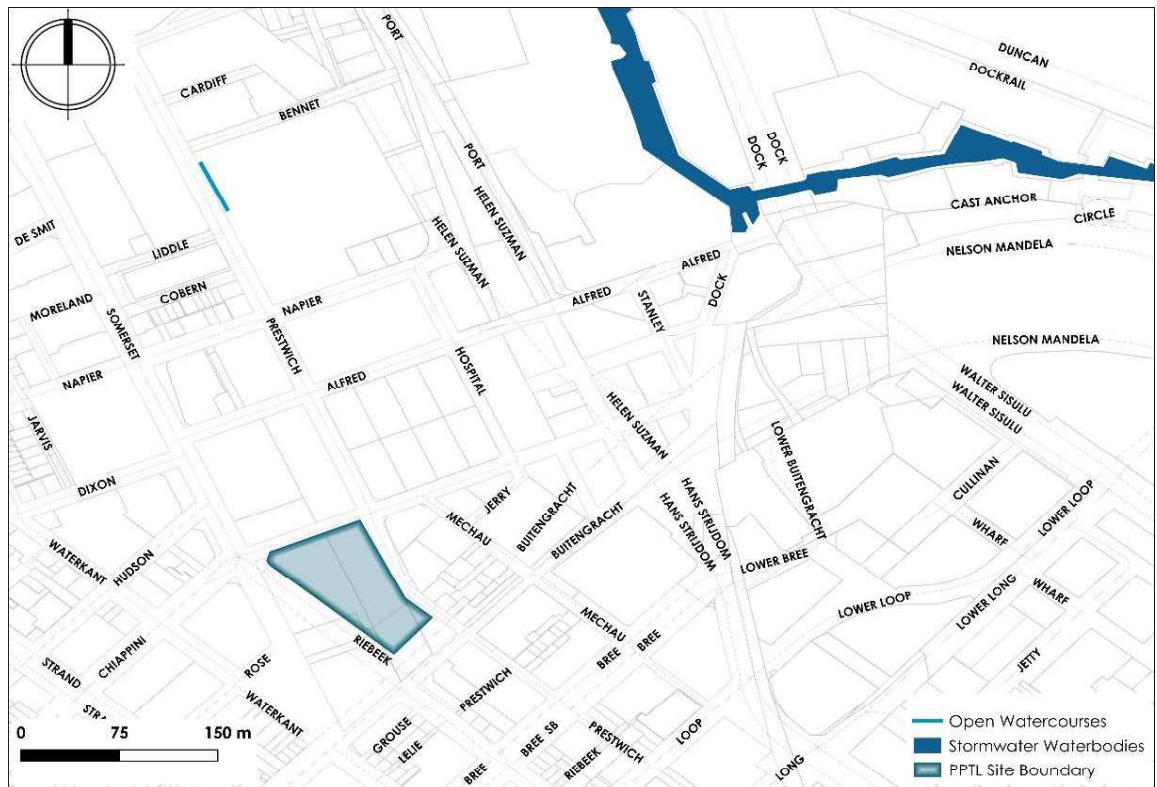 PORT
DUNCAN
DOCKRAIL
CARDIFF
BENNET
PORT
DOCK
DOCK
HELEN SUZMAN
HELEN SUZMAN
CAST ANCHOR
CIRCLE
DE SMIT
LIDDLE
NELSON MANDELA
ALFRED
DOCK
COBERN
MORELAND
NAPIER
ALFRED
STANLEY
SOMERSET
PRESTWICH
NELSON MANDELA
NAPIER
ALFRED
HOSPITAL
WALTER SISULU
WALTER SISULU
JARVIS
HELEN SUZMAN
LOWER BUITENGRACHT
DIXON
CULLINAN
JERRY
BUITENGRACHT
BUITENGRACHT
HANS STRIJDOM
HANS STRIJDOM
LOWER LOOP
MECHAU
WHARF
WATERKANT
HUDSON
LOWER BREE
WHARF
LOWER LOOP
LOWER LONG
MECHAU
RIEBEEK
BREE
BREE
CHIAPPINI
JETTY
STRAND
ROSE
PRESTWICH
WATERKANT
STRA
GROUSE
LELIE
BREE SB
PRESTWICH
LOOP
RIEBEEK
BREE
LONG
0 75 150 m
Open Watercourses
Stormwater Waterbodies
PPTL Site Boundary